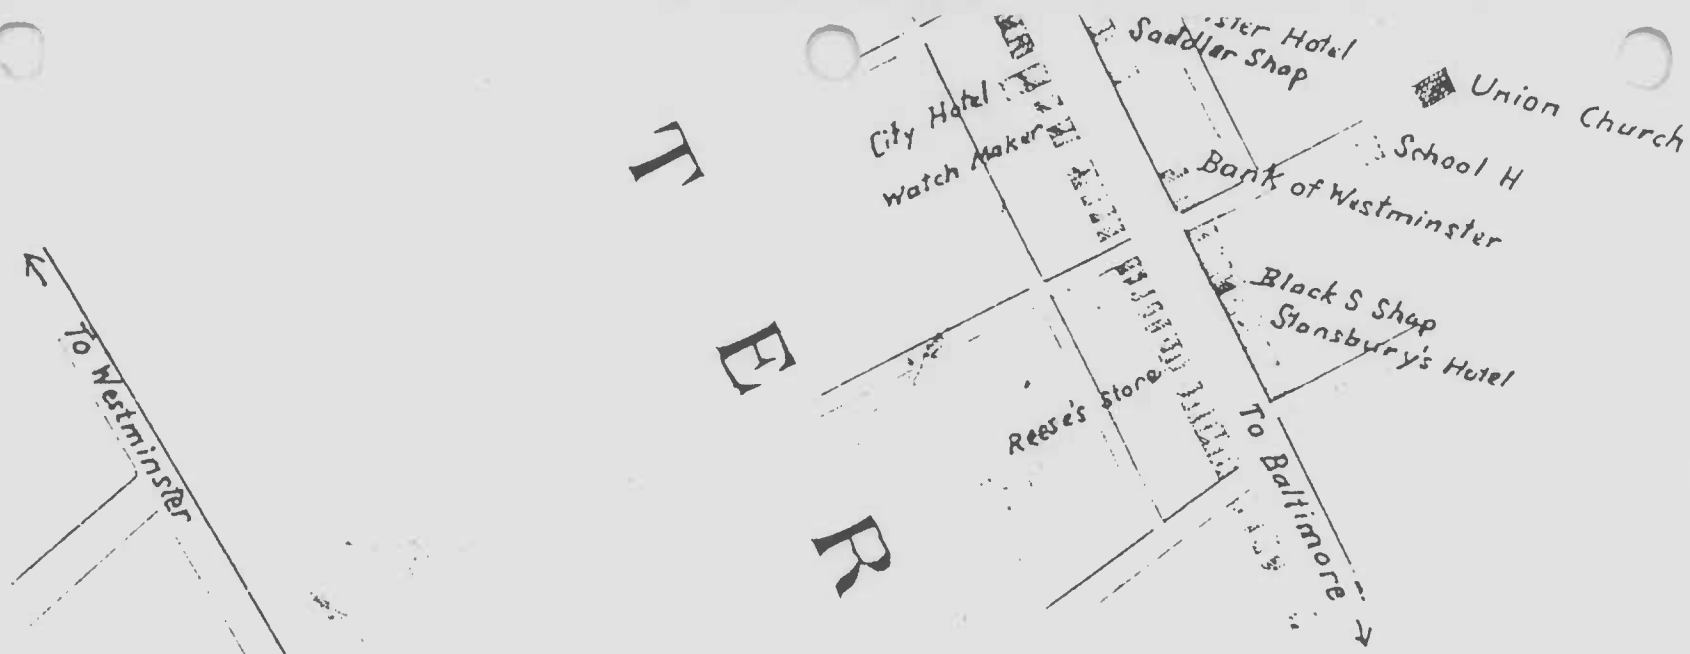 Hotel
Saddler Shop
Union Church
City Hotel
School H
Watch Maker
Bank of Westminster
T
Black S Shop
Stansbury's Hotel
To Westminster
E
Reese's Store
To Baltimore
R